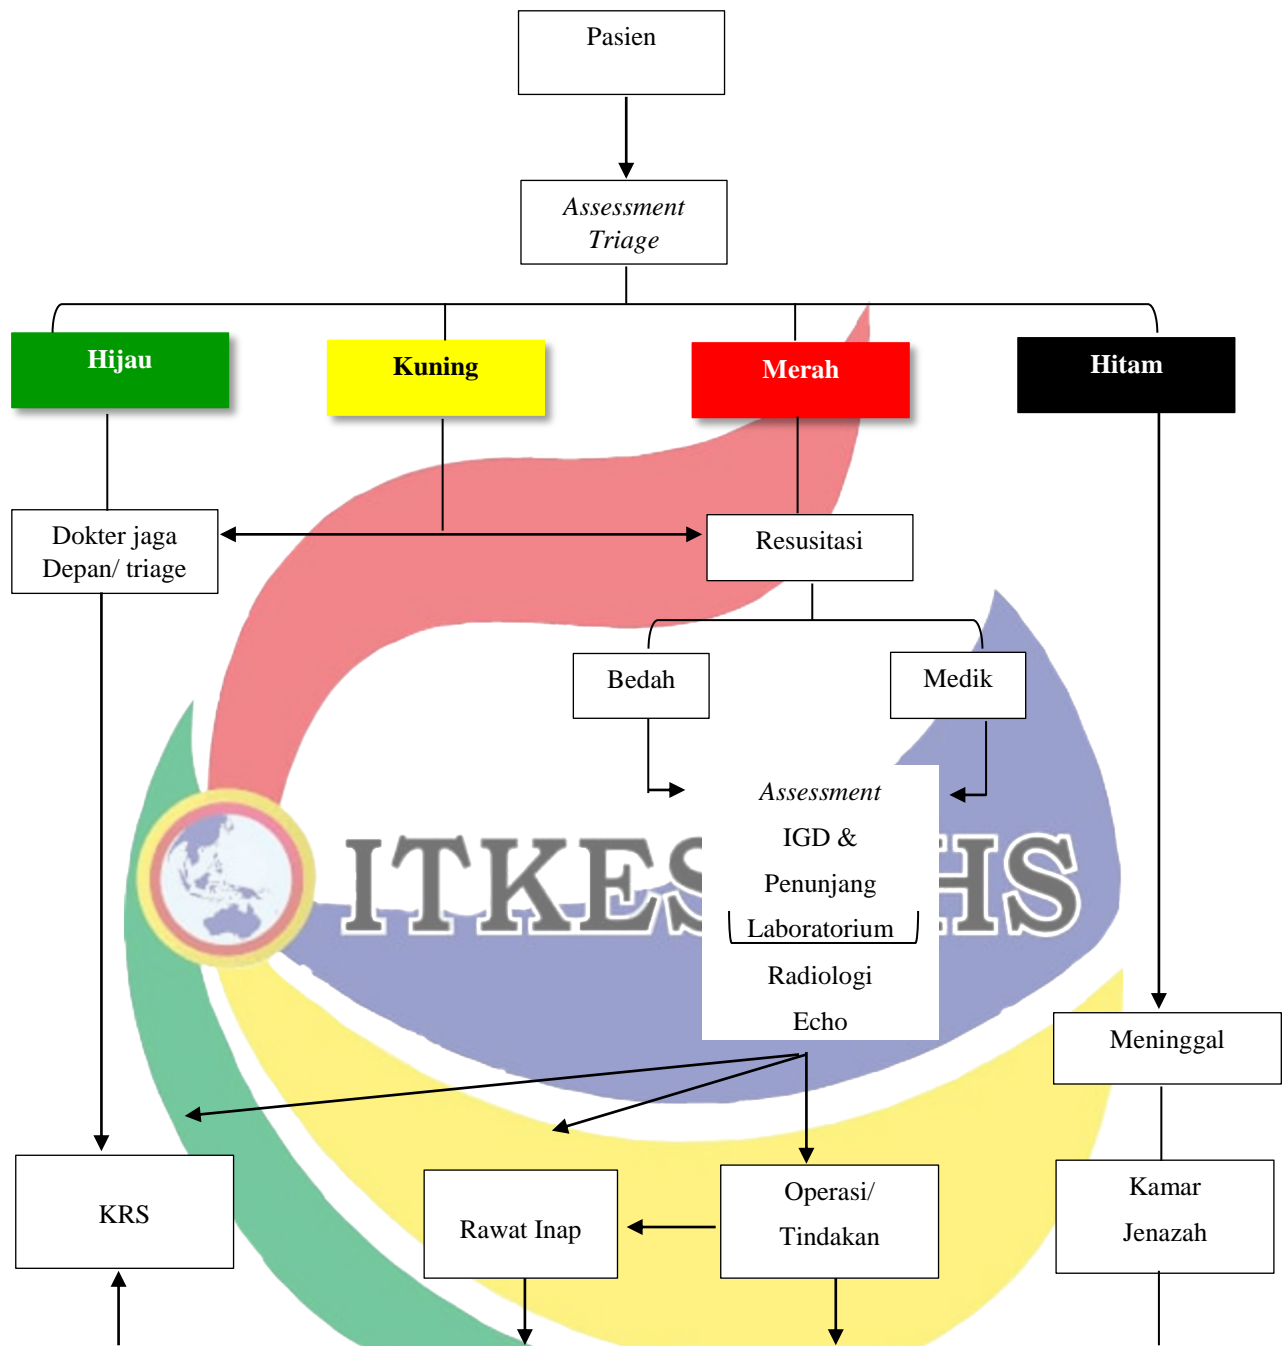 Pasien
Assessment
Triage
Hijau
Kuning
Merah
Hitam
Dokter jaga
Depan/ triage
Resusitasi
Bedah
Medik
Assessment
IGD &
Penunjang
Laboratorium
Radiologi
Echo
ITKES HS
Meninggal
KRS
Rawat Inap
Operasi/
Tindakan
Kamar
Jenazah